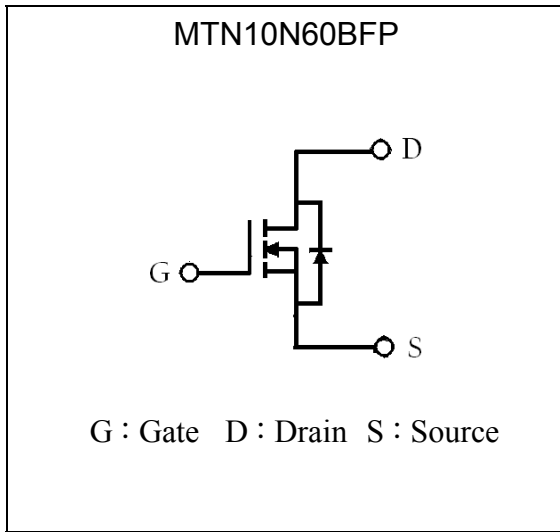 MTN10N60BFP
D
G
S
G：Gate D：Drain S：Source